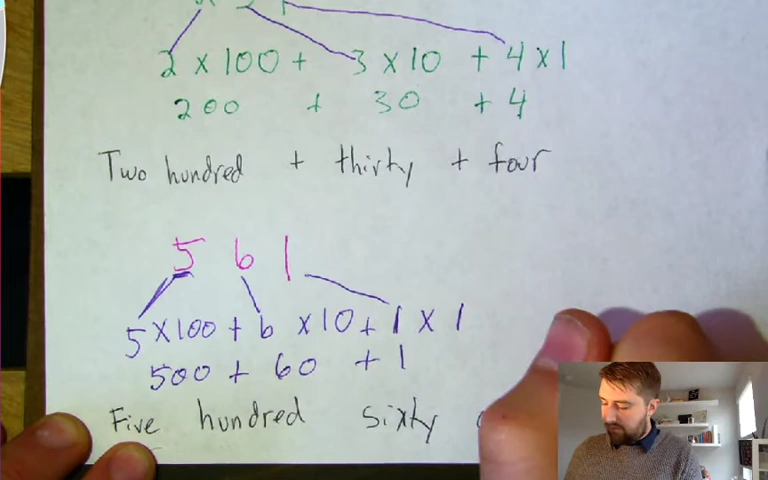 2 × 100 + 3 × 10 + 4 × 1
200 + 30 + 4
Two hundred + thirty + four
5 6 1
5 × 100 + 6 × 10 + 1 × 1
500 + 60 + 1
Five hundred sixty